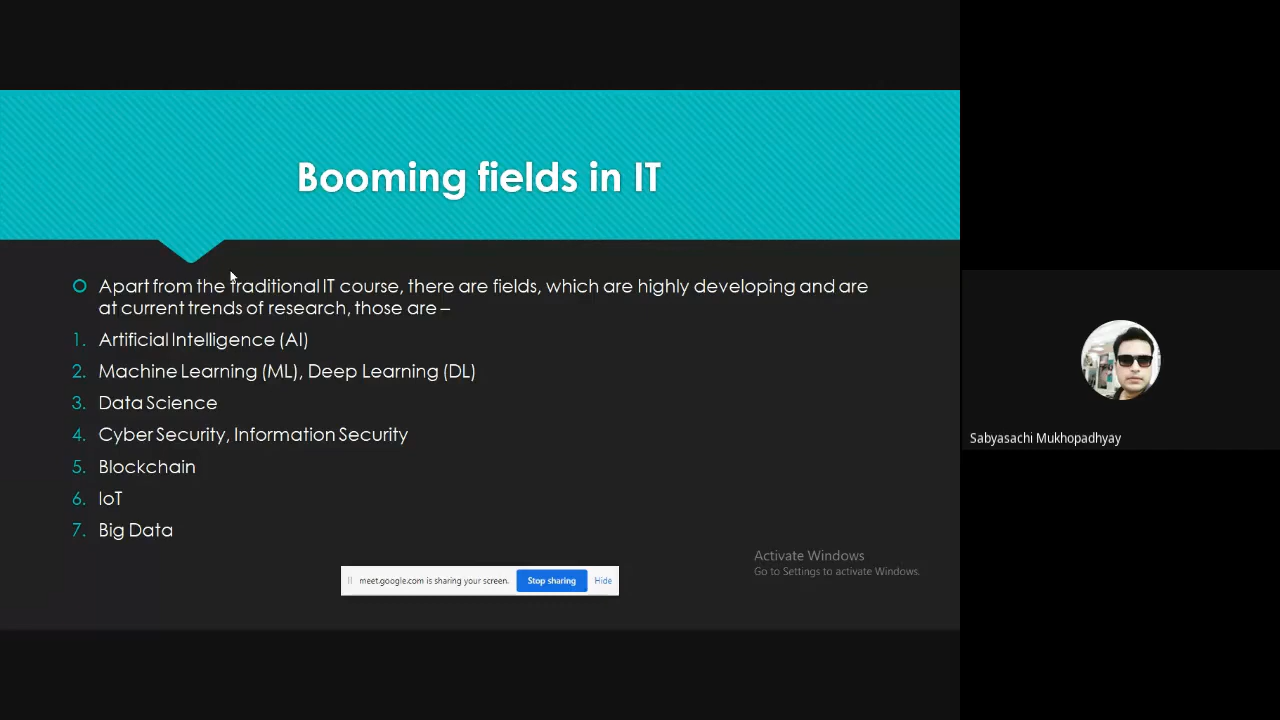 Booming fields in IT
Apart from the traditional IT course, there are fields, which are highly developing and are
at current trends of research, those are –
1. Artificial Intelligence (AI)
2. Machine Learning (ML), Deep Learning (DL)
3. Data Science
4. Cyber Security, Information Security
5. Blockchain
6. IoT
7. Big Data
Activate Windows
Go to Settings to activate Windows.
meet.google.com is sharing your screen. Stop sharing Hide
Sabyasachi Mukhopadhyay